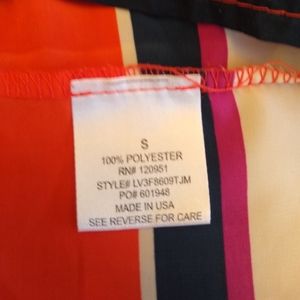 S
100% POLYESTER
RN# 120951
STYLE# LV3F8609TJM
PO# 601948
MADE IN USA
SEE REVERSE FOR CARE